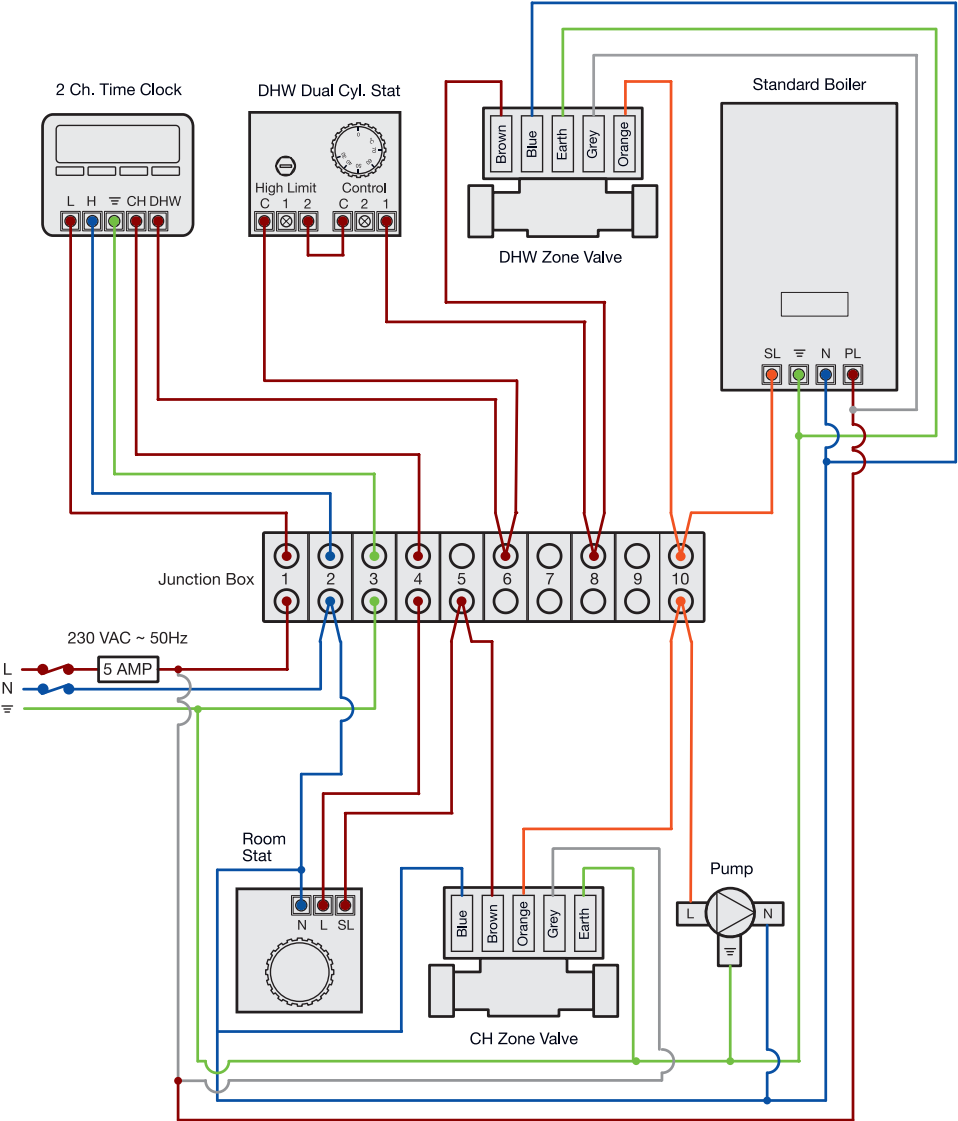 2 Ch. Time Clock
L H ⏚ CH DHW
DHW Dual Cyl. Stat
0
High Limit Control
C 1 2 C 2 1
Brown
Blue
Earth
Grey
Orange
DHW Zone Valve
Standard Boiler
SL ⏚ N PL
Junction Box
1 2 3 4 5 6 7 8 9 10
230 VAC ~ 50Hz
L
5 AMP
N
⏚
Room
Stat
N L SL
Blue
Brown
Orange
Grey
Earth
CH Zone Valve
Pump
L N
⏚